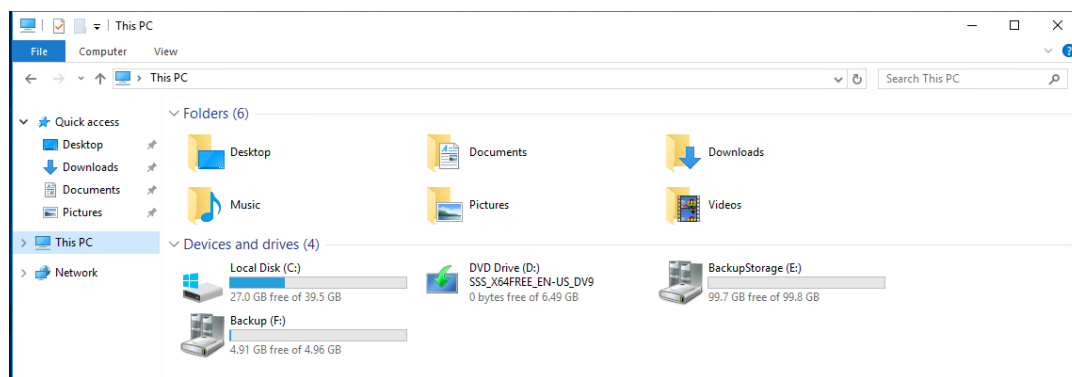 This PC
File Computer View
This PC
Search This PC
Quick access
Desktop
Downloads
Documents
Pictures
This PC
Network
Folders (6)
Desktop
Documents
Downloads
Music
Pictures
Videos
Devices and drives (4)
Local Disk (C:)
27.0 GB free of 39.5 GB
DVD Drive (D:)
SSS_X64FREE_EN-US_DV9
0 bytes free of 6.49 GB
BackupStorage (E:)
99.7 GB free of 99.8 GB
Backup (F:)
4.91 GB free of 4.96 GB